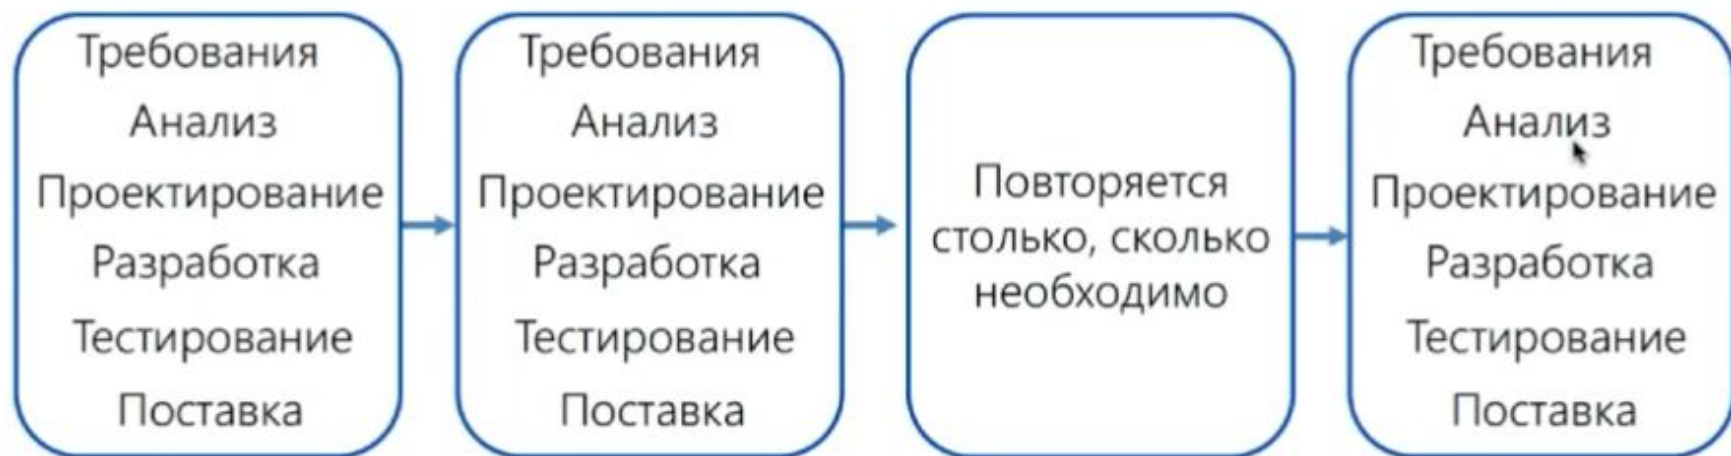 Требования
Анализ
Проектирование
Разработка
Тестирование
Поставка
Требования
Анализ
Проектирование
Разработка
Тестирование
Поставка
Повторяется
столько, сколько
необходимо
Требования
Анализ
Проектирование
Разработка
Тестирование
Поставка